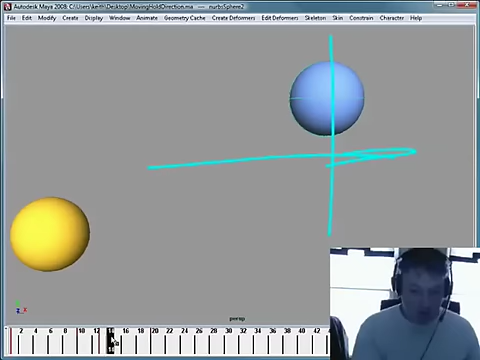 Autodesk Maya 2008: C:\Users\keith\Desktop\MovingHoldDirection.ma --- nurbsSphere2
File Edit Modify Create Display Window Animate Geometry Cache Create Deformers Edit Deformers Skeleton Skin Constrain Character Help
persp
2 4 6 8 10 12 14 16 18 20 22 24 26 28 30 32 34 36 38 40 42